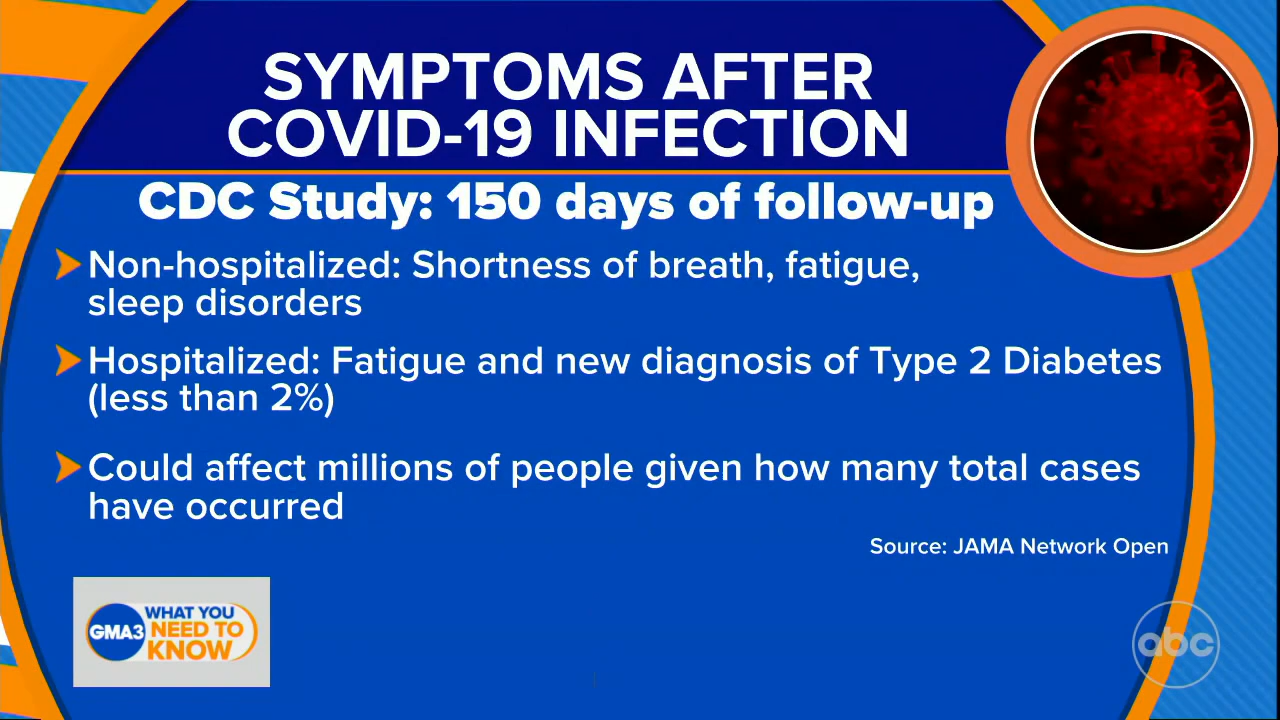 SYMPTOMS AFTER
COVID-19 INFECTION
CDC Study: 150 days of follow-up
Non-hospitalized: Shortness of breath, fatigue,
sleep disorders
Hospitalized: Fatigue and new diagnosis of Type 2 Diabetes
(less than 2%)
Could affect millions of people given how many total cases
have occurred
Source: JAMA Network Open
GMA3
WHAT YOU
NEED TO
KNOW
abc